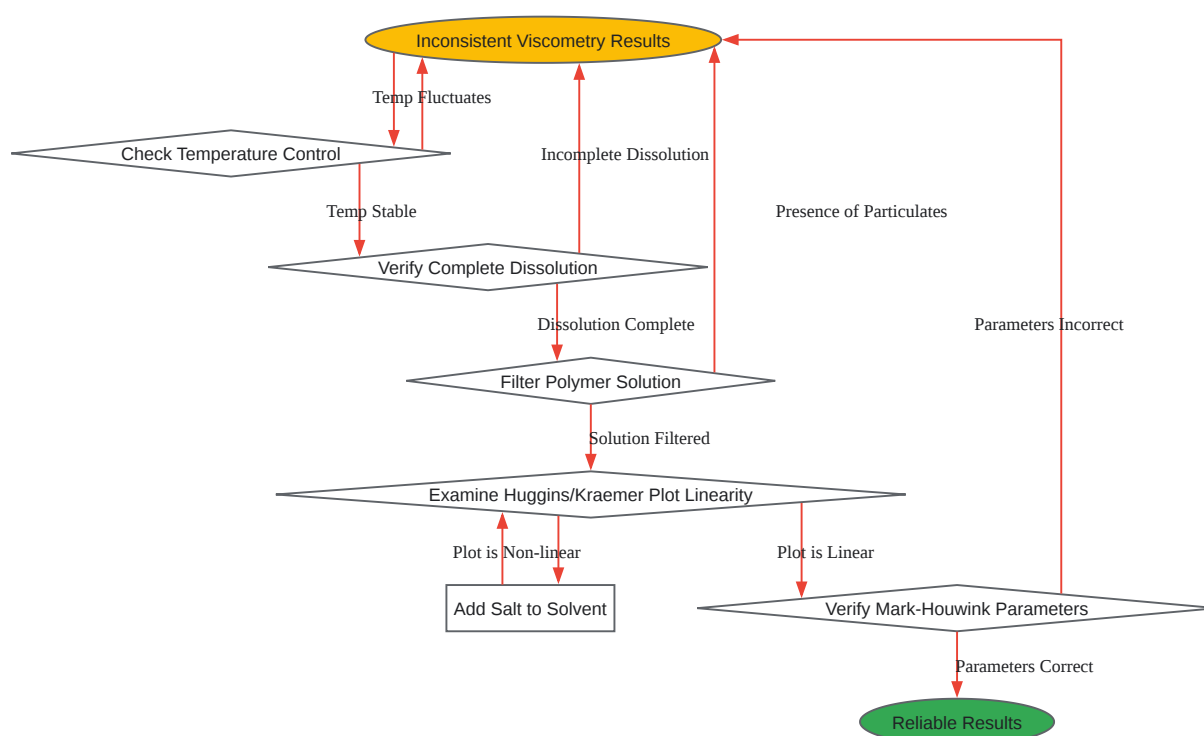 Inconsistent Viscometry Results
Temp Fluctuates
Check Temperature Control
Incomplete Dissolution
Temp Stable
Presence of Particulates
Verify Complete Dissolution
Dissolution Complete
Parameters Incorrect
Filter Polymer Solution
Solution Filtered
Examine Huggins/Kraemer Plot Linearity
Plot is Non-linear
Plot is Linear
Add Salt to Solvent
Verify Mark-Houwink Parameters
Parameters Correct
Reliable Results